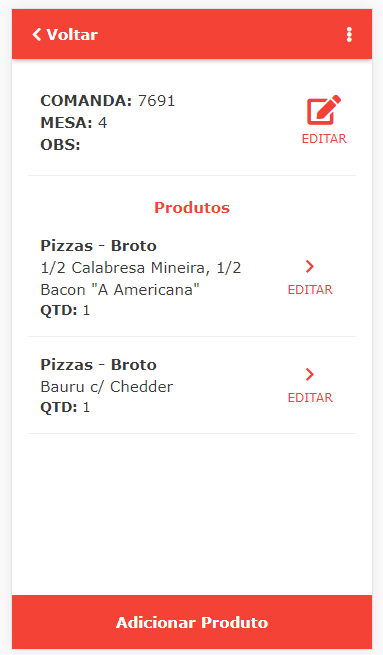 Voltar
COMANDA: 7691
MESA: 4
OBS:
EDITAR
Produtos
Pizzas - Broto
1/2 Calabresa Mineira, 1/2
Bacon "A Americana"
QTD: 1
EDITAR
Pizzas - Broto
Bauru c/ Chedder
QTD: 1
EDITAR
Adicionar Produto